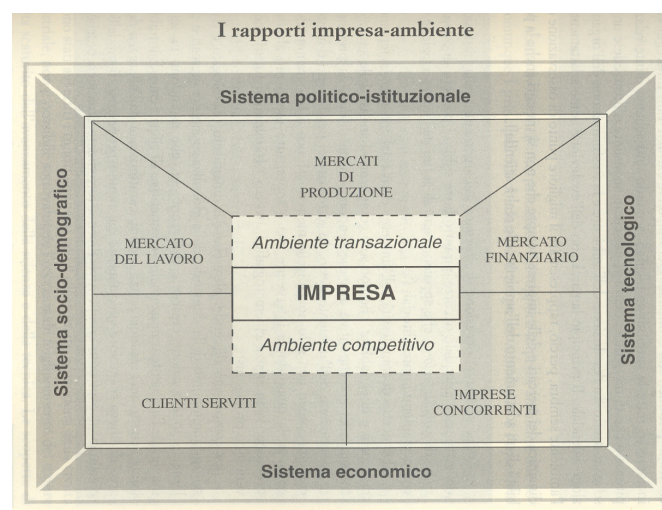 I rapporti impresa-ambiente
Sistema politico-istituzionale
Sistema socio-demografico
MERCATI
DI
PRODUZIONE
MERCATO
DEL LAVORO
Ambiente transazionale
MERCATO
FINANZIARIO
IMPRESA
Sistema tecnologico
Ambiente competitivo
CLIENTI SERVITI
!MPRESE
CONCORRENTI
Sistema economico